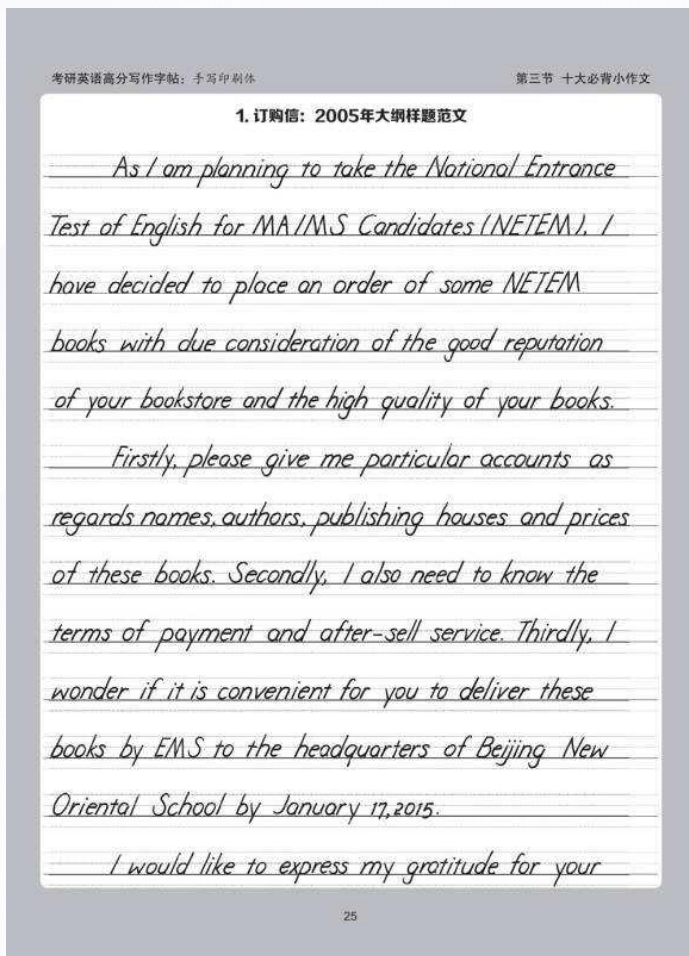 考研英语高分写作字帖：手写印刷体
第三节 十大必背小作文
1. 订购信：2005年大纲样题范文
As I am planning to take the National Entrance
Test of English for MA/MS Candidates (NETEM), I
have decided to place an order of some NETEM
books with due consideration of the good reputation
of your bookstore and the high quality of your books.
Firstly, please give me particular accounts as
regards names, authors, publishing houses and prices
of these books. Secondly, I also need to know the
terms of payment and after-sell service. Thirdly, I
wonder if it is convenient for you to deliver these
books by EMS to the headquarters of Beijing New
Oriental School by January 17, 2015.
I would like to express my gratitude for your
25